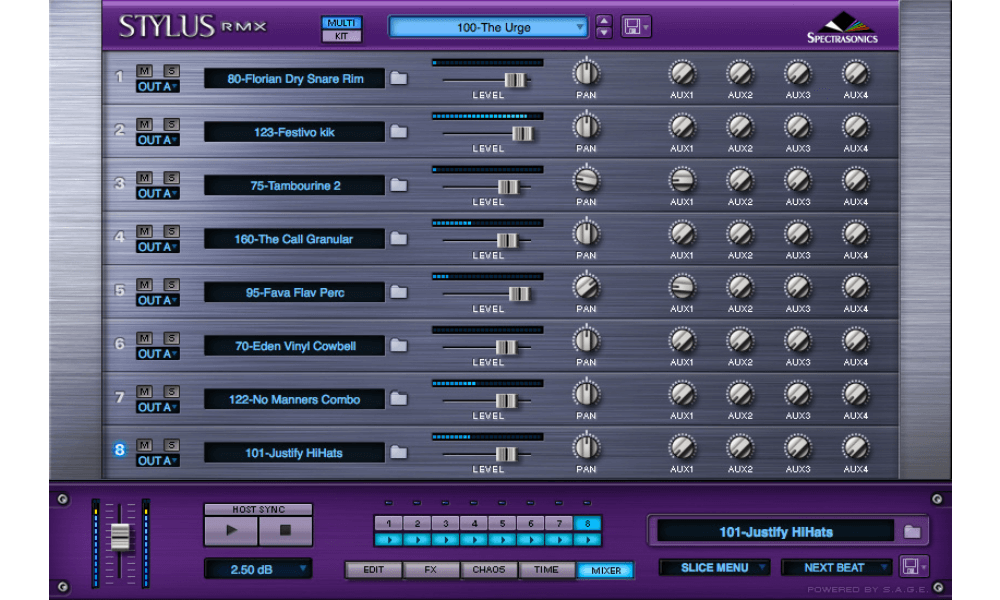 STYLUS RMX
MULTI
KIT
100-The Urge
SPECTRASONICS
1 M S OUT A 80-Florian Dry Snare Rim LEVEL PAN AUX1 AUX2 AUX3 AUX4
2 M S OUT A 123-Festivo kik LEVEL PAN AUX1 AUX2 AUX3 AUX4
3 M S OUT A 75-Tambourine 2 LEVEL PAN AUX1 AUX2 AUX3 AUX4
4 M S OUT A 160-The Call Granular LEVEL PAN AUX1 AUX2 AUX3 AUX4
5 M S OUT A 95-Fava Flav Perc LEVEL PAN AUX1 AUX2 AUX3 AUX4
6 M S OUT A 70-Eden Vinyl Cowbell LEVEL PAN AUX1 AUX2 AUX3 AUX4
7 M S OUT A 122-No Manners Combo LEVEL PAN AUX1 AUX2 AUX3 AUX4
8 M S OUT A 101-Justify HiHats LEVEL PAN AUX1 AUX2 AUX3 AUX4
HOST SYNC
2.50 dB
1 2 3 4 5 6 7 8
EDIT FX CHAOS TIME MIXER
101-Justify HiHats
SLICE MENU NEXT BEAT
POWERED BY S.A.G.E.